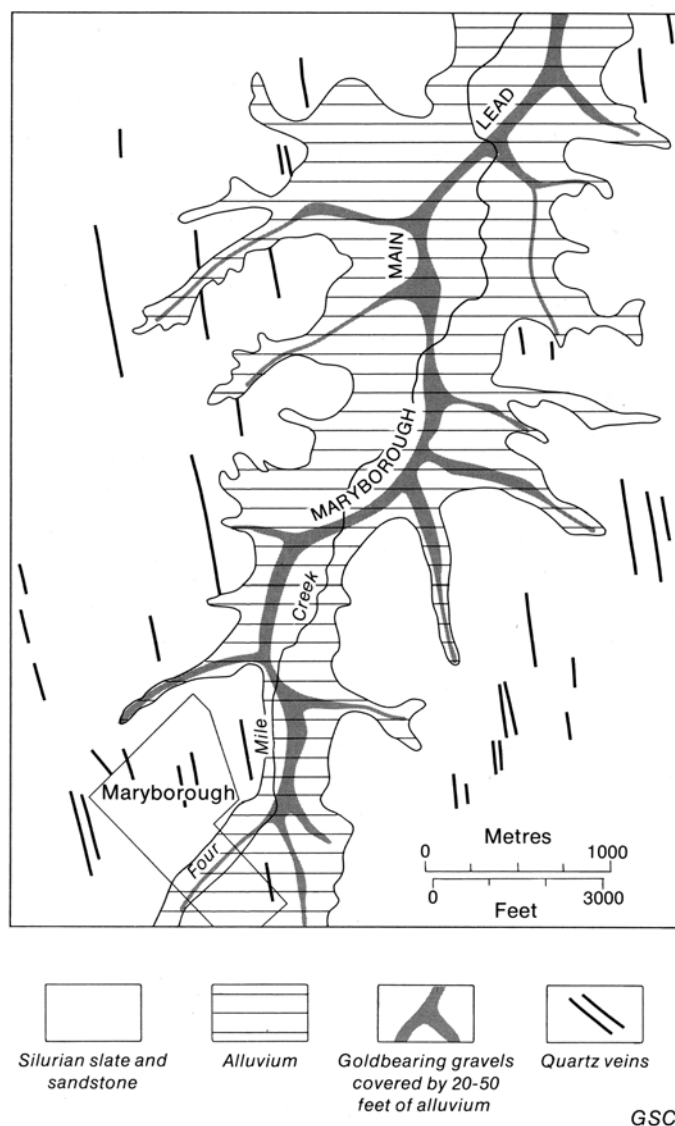 LEAD
MAIN
MARYBOROUGH
Creek
Mile
Maryborough
Four
Metres
0 1000
0 3000
Feet
Silurian slate and
sandstone
Alluvium
Goldbearing gravels
covered by 20-50
feet of alluvium
Quartz veins
GSC